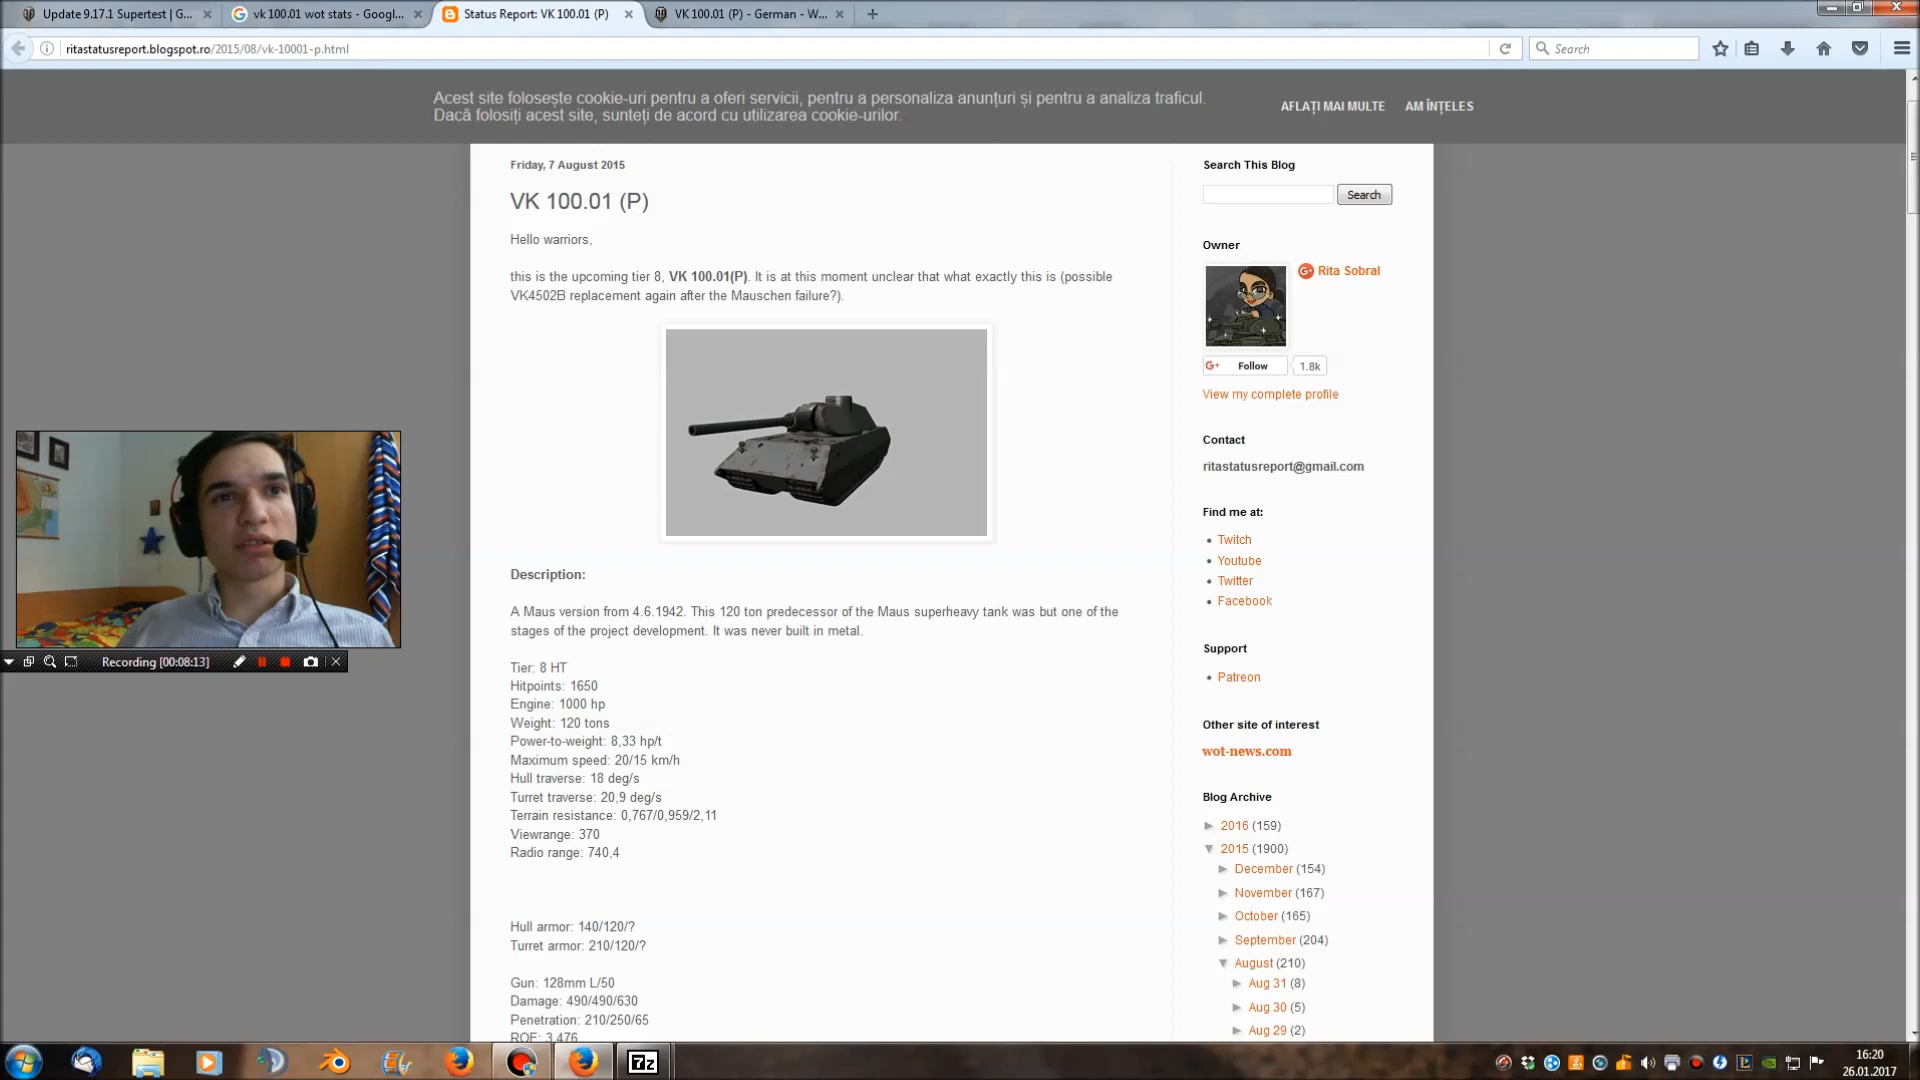 Update 9.17.1 Supertest | G...
vk 100.01 wot stats - Googl...
Status Report: VK 100.01 (P)
VK 100.01 (P) - German - W...
ritastatusreport.blogspot.ro/2015/08/vk-10001-p.html
Search
Acest site folosește cookie-uri pentru a oferi servicii, pentru a personaliza anunțuri și pentru a analiza traficul.
Dacă folosiți acest site, sunteți de acord cu utilizarea cookie-urilor.
AFLAȚI MAI MULTE
AM ÎNȚELES
Friday, 7 August 2015
VK 100.01 (P)
Hello warriors,
this is the upcoming tier 8, VK 100.01(P). It is at this moment unclear that what exactly this is (possible
VK4502B replacement again after the Mauschen failure?).
Description:
A Maus version from 4.6.1942. This 120 ton predecessor of the Maus superheavy tank was but one of the
stages of the project development. It was never built in metal.
Tier: 8 HT
Hitpoints: 1650
Engine: 1000 hp
Weight: 120 tons
Power-to-weight: 8,33 hp/t
Maximum speed: 20/15 km/h
Hull traverse: 18 deg/s
Turret traverse: 20,9 deg/s
Terrain resistance: 0,767/0,959/2,11
Viewrange: 370
Radio range: 740,4
Hull armor: 140/120/?
Turret armor: 210/120/?
Gun: 128mm L/50
Damage: 490/490/630
Penetration: 210/250/65
ROF: 3,476
Search This Blog
Search
Owner
Rita Sobral
G+ Follow
1.8k
View my complete profile
Contact
ritastatusreport@gmail.com
Find me at:
Twitch
Youtube
Twitter
Facebook
Support
Patreon
Other site of interest
wot-news.com
Blog Archive
► 2016 (159)
▼ 2015 (1900)
► December (154)
► November (167)
► October (165)
► September (204)
▼ August (210)
► Aug 31 (8)
► Aug 30 (5)
► Aug 29 (2)
Recording [00:08:13]
7z
16:20
26.01.2017